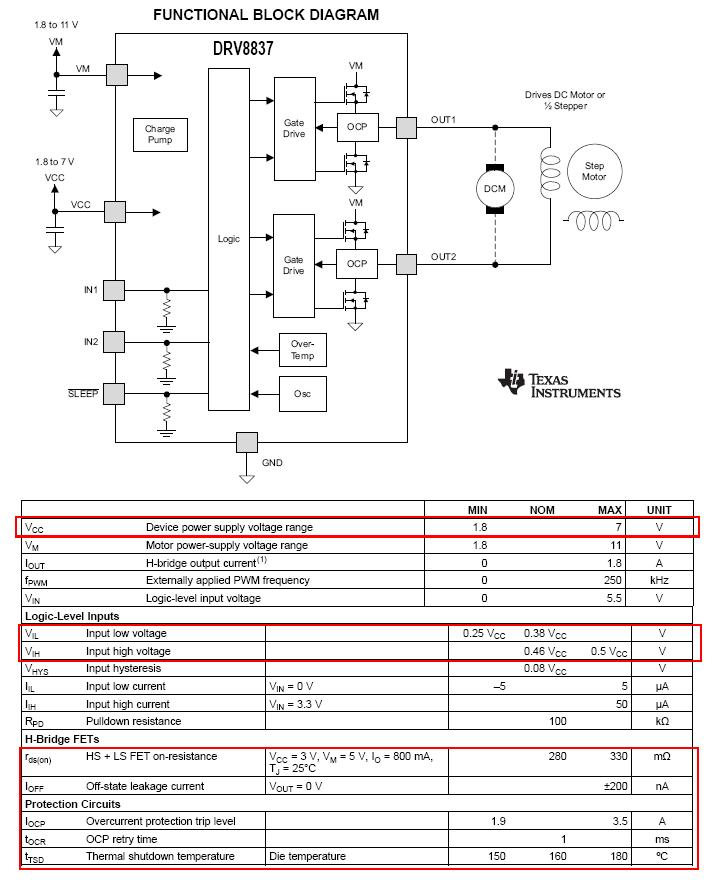 FUNCTIONAL BLOCK DIAGRAM
1.8 to 11 V
VM
VM
DRV8837
VM
Charge
Pump
Gate
Drive
OCP
OUT1
Drives DC Motor or
½ Stepper
Step
Motor
DCM
1.8 to 7 V
VCC
VCC
Logic
VM
Gate
Drive
OCP
OUT2
IN1
IN2
Over-
Temp
SLEEP
Osc
TEXAS
INSTRUMENTS
GND
MIN NOM MAX UNIT
VCC Device power supply voltage range 1.8 7 V
VM Motor power-supply voltage range 1.8 11 V
IOUT H-bridge output current(1) 0 1.8 A
fPWM Externally applied PWM frequency 0 250 kHz
VIN Logic-level input voltage 0 5.5 V
Logic-Level Inputs
VIL Input low voltage 0.25 VCC 0.38 VCC V
VIH Input high voltage 0.46 VCC 0.5 VCC V
VHYS Input hysteresis 0.08 VCC V
IIL Input low current VIN = 0 V –5 5 µA
IIH Input high current VIN = 3.3 V 50 µA
RPD Pulldown resistance 100 kΩ
H-Bridge FETs
rds(on) HS + LS FET on-resistance VCC = 3 V, VM = 5 V, IO = 800 mA, 280 330 mΩ
TJ = 25°C
IOFF Off-state leakage current VOUT = 0 V ±200 nA
Protection Circuits
IOCP Overcurrent protection trip level 1.9 3.5 A
tOCR OCP retry time 1 ms
tTSD Thermal shutdown temperature Die temperature 150 160 180 ºC